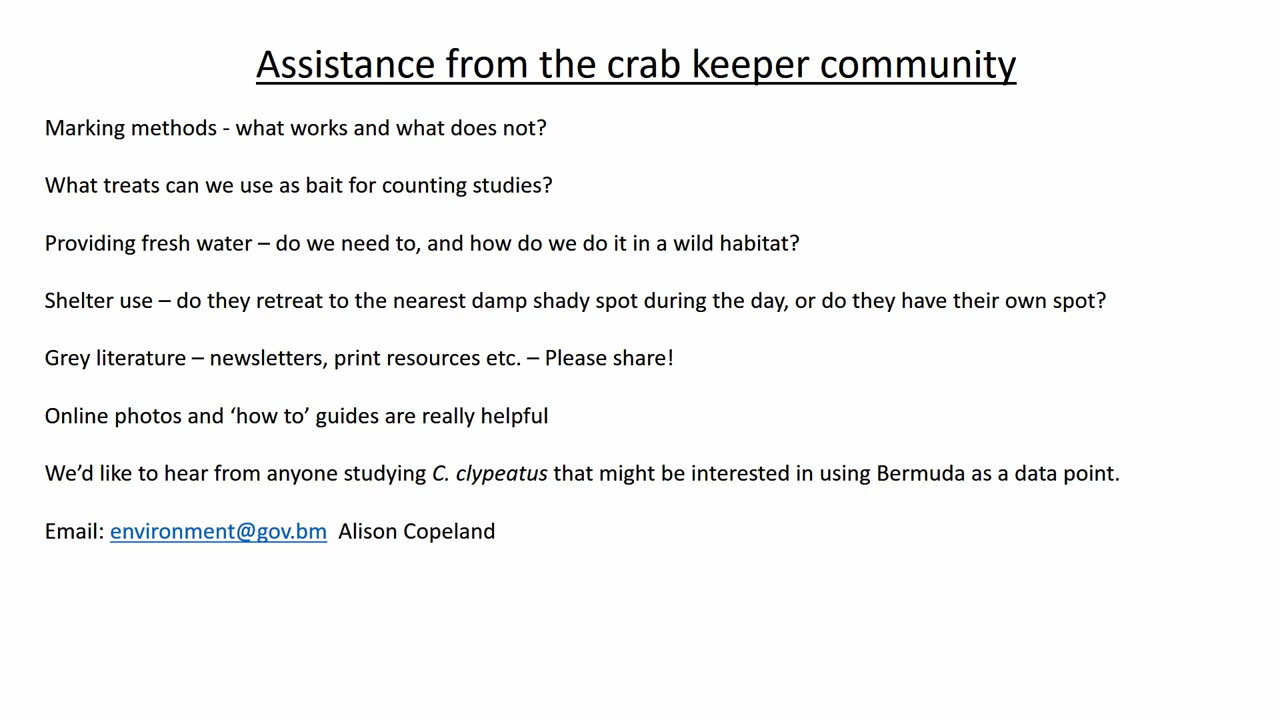 Assistance from the crab keeper community
Marking methods - what works and what does not?
What treats can we use as bait for counting studies?
Providing fresh water – do we need to, and how do we do it in a wild habitat?
Shelter use – do they retreat to the nearest damp shady spot during the day, or do they have their own spot?
Grey literature – newsletters, print resources etc. – Please share!
Online photos and ‘how to’ guides are really helpful
We’d like to hear from anyone studying C. clypeatus that might be interested in using Bermuda as a data point.
Email: environment@gov.bm  Alison Copeland